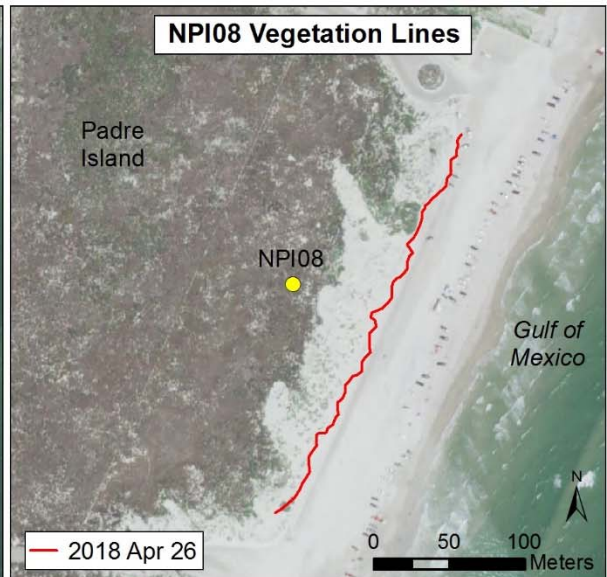 NPI08 Vegetation Lines
Padre
Island
NPI08
Gulf of
Mexico
N
2018 Apr 26
0 50 100
Meters